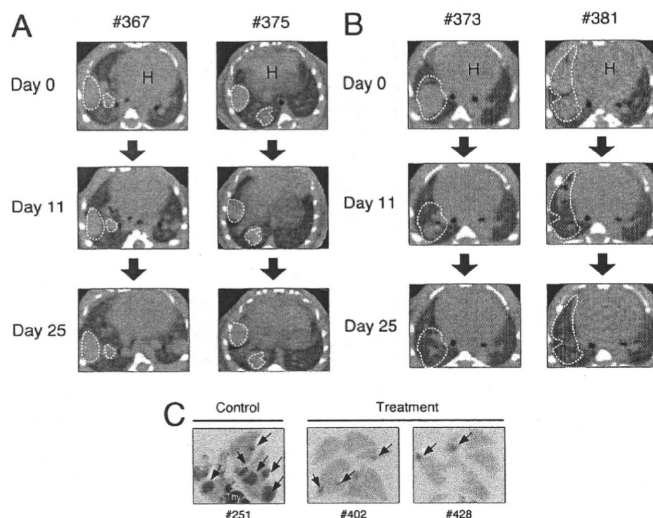 A
#367
#375
B
#373
#381
Day 0
H
H
Day 0
H
H
Day 11
Day 11
Day 25
Day 25
C
Control
Treatment
Thy
#251
#402
#428